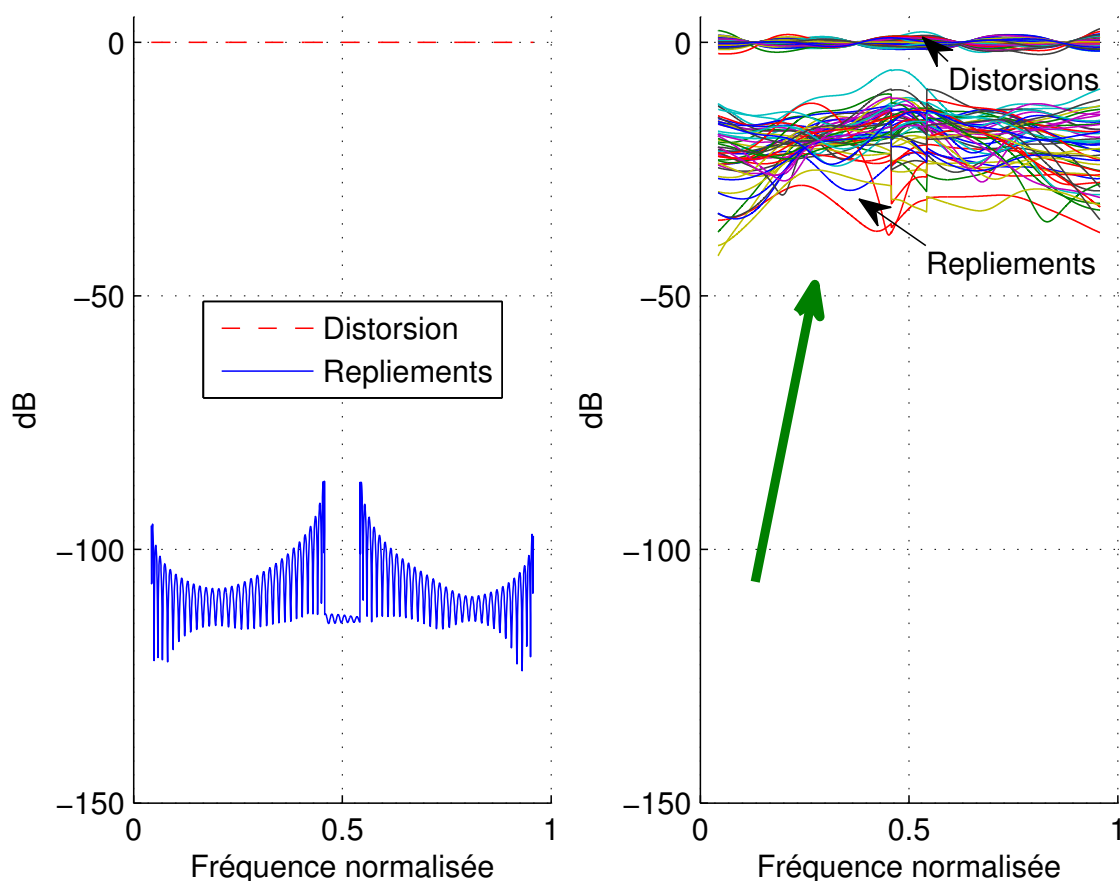 0
−50
−100
−150
dB
0
0.5
1
Fréquence normalisée
Distorsion
Repliements
0
−50
−100
−150
dB
0
0.5
1
Fréquence normalisée
Distorsions
Repliements